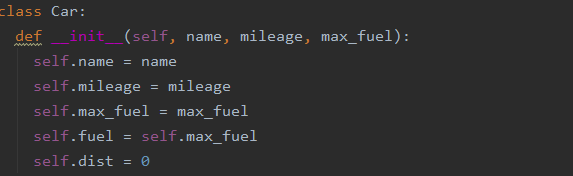 class Car:
  def __init__(self, name, mileage, max_fuel):
    self.name = name
    self.mileage = mileage
    self.max_fuel = max_fuel
    self.fuel = self.max_fuel
    self.dist = 0